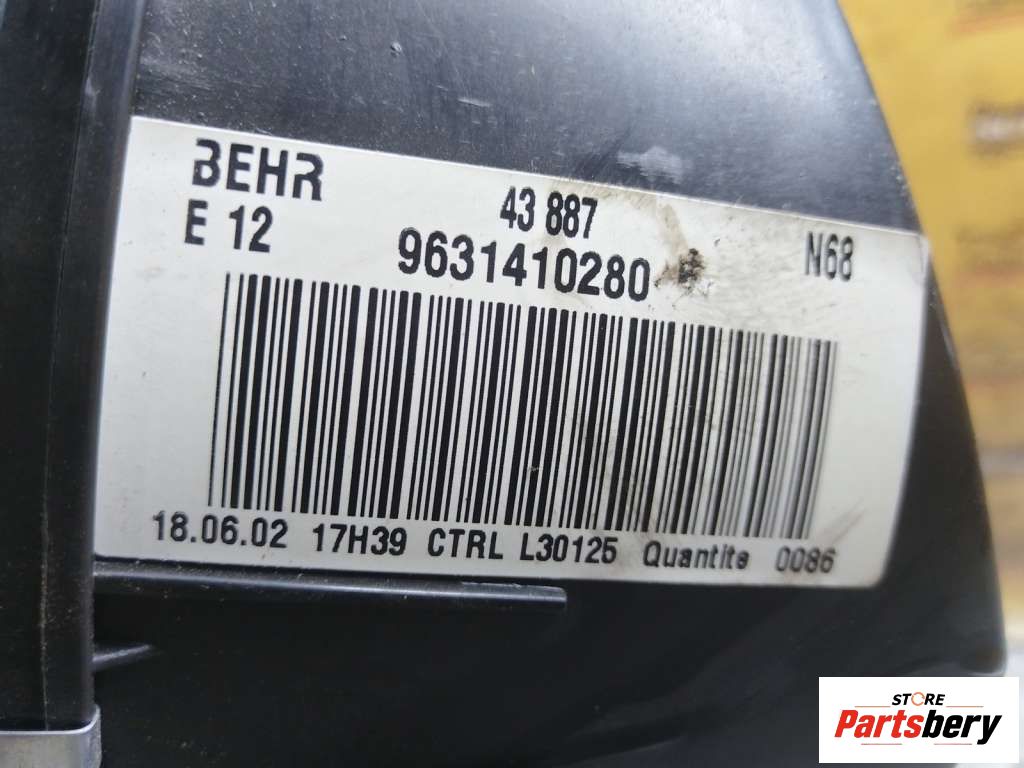 BEHR
43 887
N68
E 12
9631410280
18.06.02 17H39 CTRL L30125 Quantite 0086
STORE
Partsbery